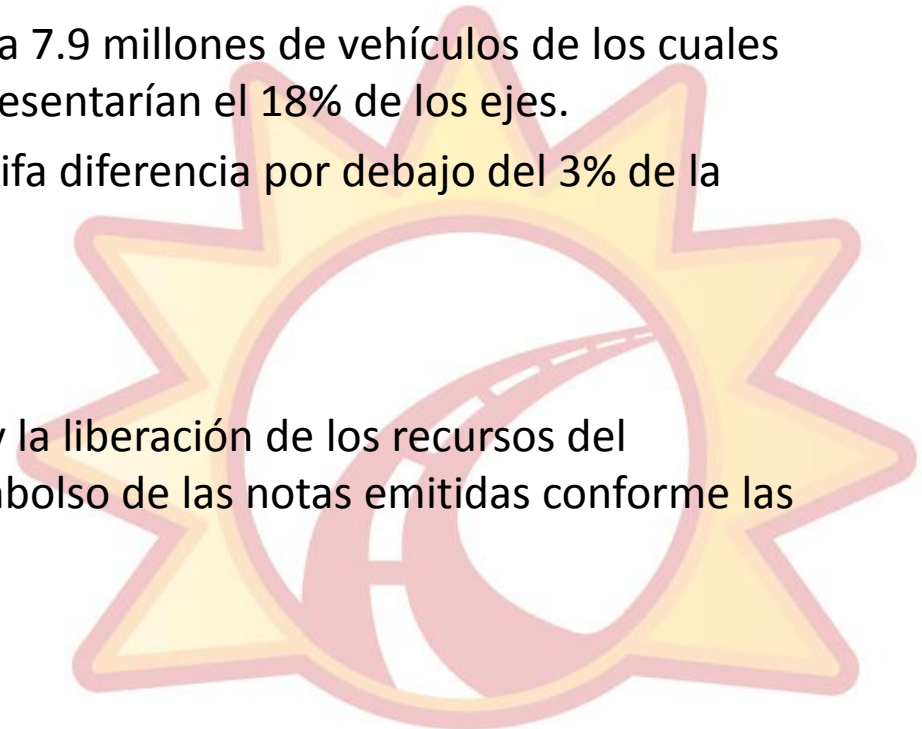 a 7.9 millones de vehículos de los cuales
esentarían el 18% de los ejes.
ifa diferencia por debajo del 3% de la
y la liberación de los recursos del
bolso de las notas emitidas conforme las